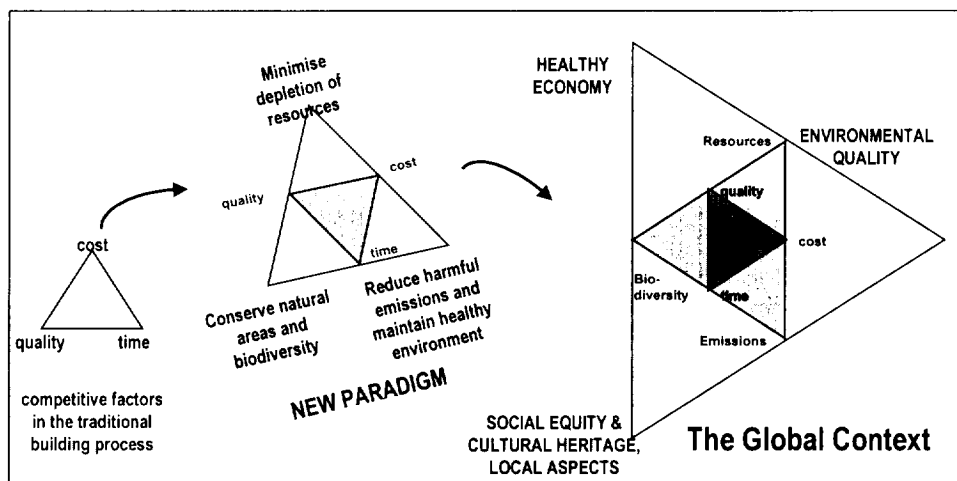 cost
quality time
competitive factors
in the traditional
building process
Minimise
depletion of
resources
quality
cost
time
Conserve natural
areas and
biodiversity
Reduce harmful
emissions and
maintain healthy
environment
NEW PARADIGM
HEALTHY
ECONOMY
ENVIRONMENTAL
QUALITY
Resources
quality
cost
Bio-
diversity
time
Emissions
SOCIAL EQUITY &
CULTURAL HERITAGE,
LOCAL ASPECTS
The Global Context